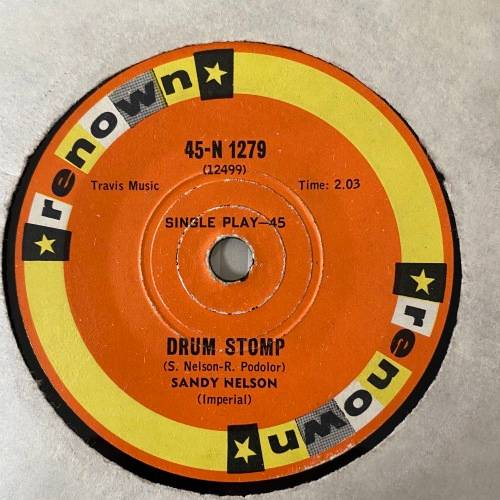 renown
45-N 1279
(12499)
Travis Music Time: 2.03
SINGLE PLAY—45
DRUM STOMP
(S. Nelson-R. Podolor)
SANDY NELSON
(Imperial)
renown